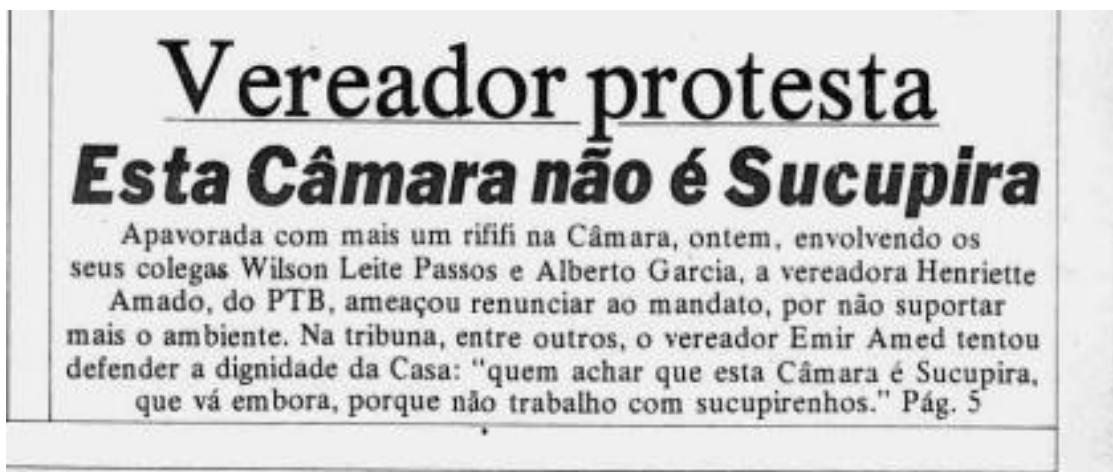 Vereador protesta
Esta Câmara não é Sucupira
Apavorada com mais um rififi na Câmara, ontem, envolvendo os
seus colegas Wilson Leite Passos e Alberto Garcia, a vereadora Henriette
Amado, do PTB, ameaçou renunciar ao mandato, por não suportar
mais o ambiente. Na tribuna, entre outros, o vereador Emir Amed tentou
defender a dignidade da Casa: "quem achar que esta Câmara é Sucupira,
que vá embora, porque não trabalho com sucupirenhos." Pág. 5